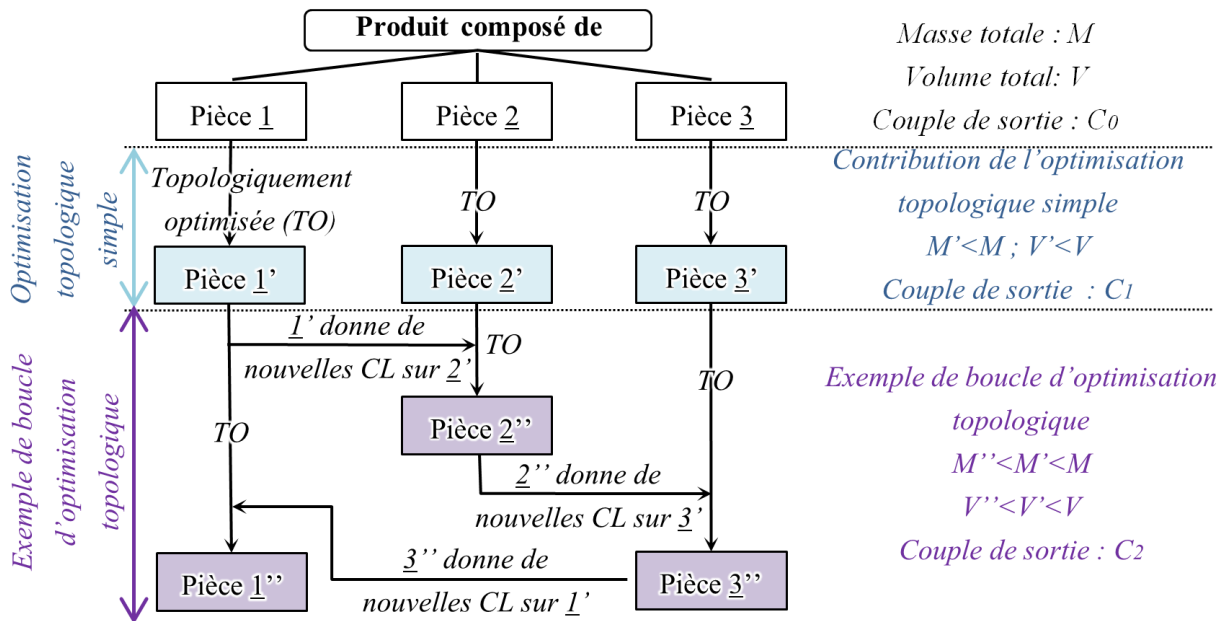 Produit composé de
Masse totale : M
Volume total: V
Couple de sortie : C0
Pièce 1
Pièce 2
Pièce 3
Optimisation
topologique
simple
Topologiquement
optimisée (TO)
TO
TO
Contribution de l'optimisation
topologique simple
M'<M ; V'<V
Couple de sortie : C1
Pièce 1'
Pièce 2'
Pièce 3'
Exemple de boucle
d'optimisation
topologique
1' donne de
nouvelles CL sur 2'
TO
TO
TO
Pièce 2''
2'' donne de
nouvelles CL sur 3'
Pièce 1''
3'' donne de
nouvelles CL sur 1'
Pièce 3''
Exemple de boucle d'optimisation
topologique
M''<M'<M
V''<V'<V
Couple de sortie : C2